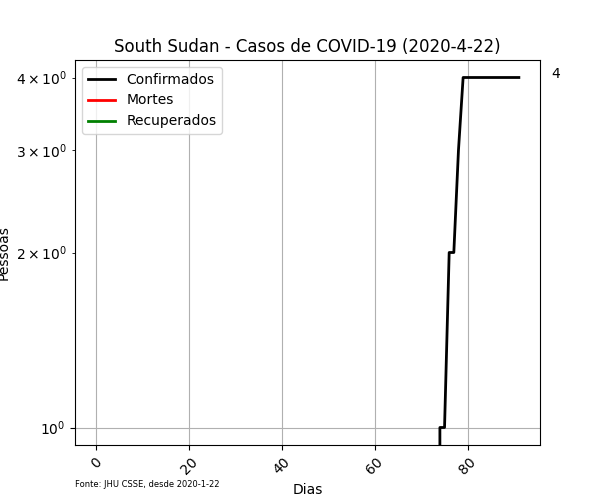 South Sudan - Casos de COVID-19 (2020-4-22)
4 × 10⁰
3 × 10⁰
2 × 10⁰
10⁰
Pessoas
Confirmados
Mortes
Recuperados
4
0
20
40
60
80
Dias
Fonte: JHU CSSE, desde 2020-1-22